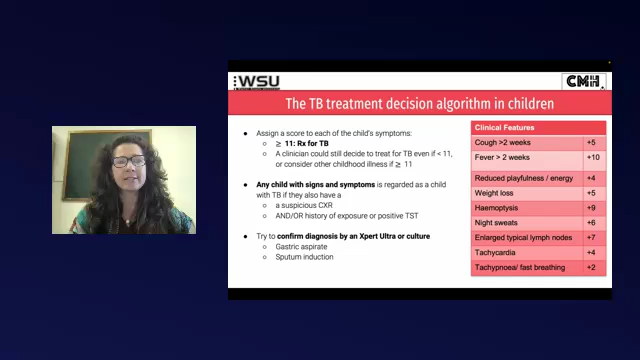 WSU
CMH
The TB treatment decision algorithm in children
● Assign a score to each of the child's symptoms:
○ ≥ 11: Rx for TB
○ A clinician could still decide to treat for TB even if < 11,
or consider other childhood illness if ≥ 11
● Any child with signs and symptoms is regarded as a child
with TB if they also have a
○ a suspicious CXR
○ AND/OR history of exposure or positive TST
● Try to confirm diagnosis by an Xpert Ultra or culture
○ Gastric aspirate
○ Sputum induction
Clinical Features
Cough >2 weeks +5
Fever > 2 weeks +10
Reduced playfulness / energy +4
Weight loss +5
Haemoptysis +9
Night sweats +6
Enlarged typical lymph nodes +7
Tachycardia +4
Tachypnoea/ fast breathing +2